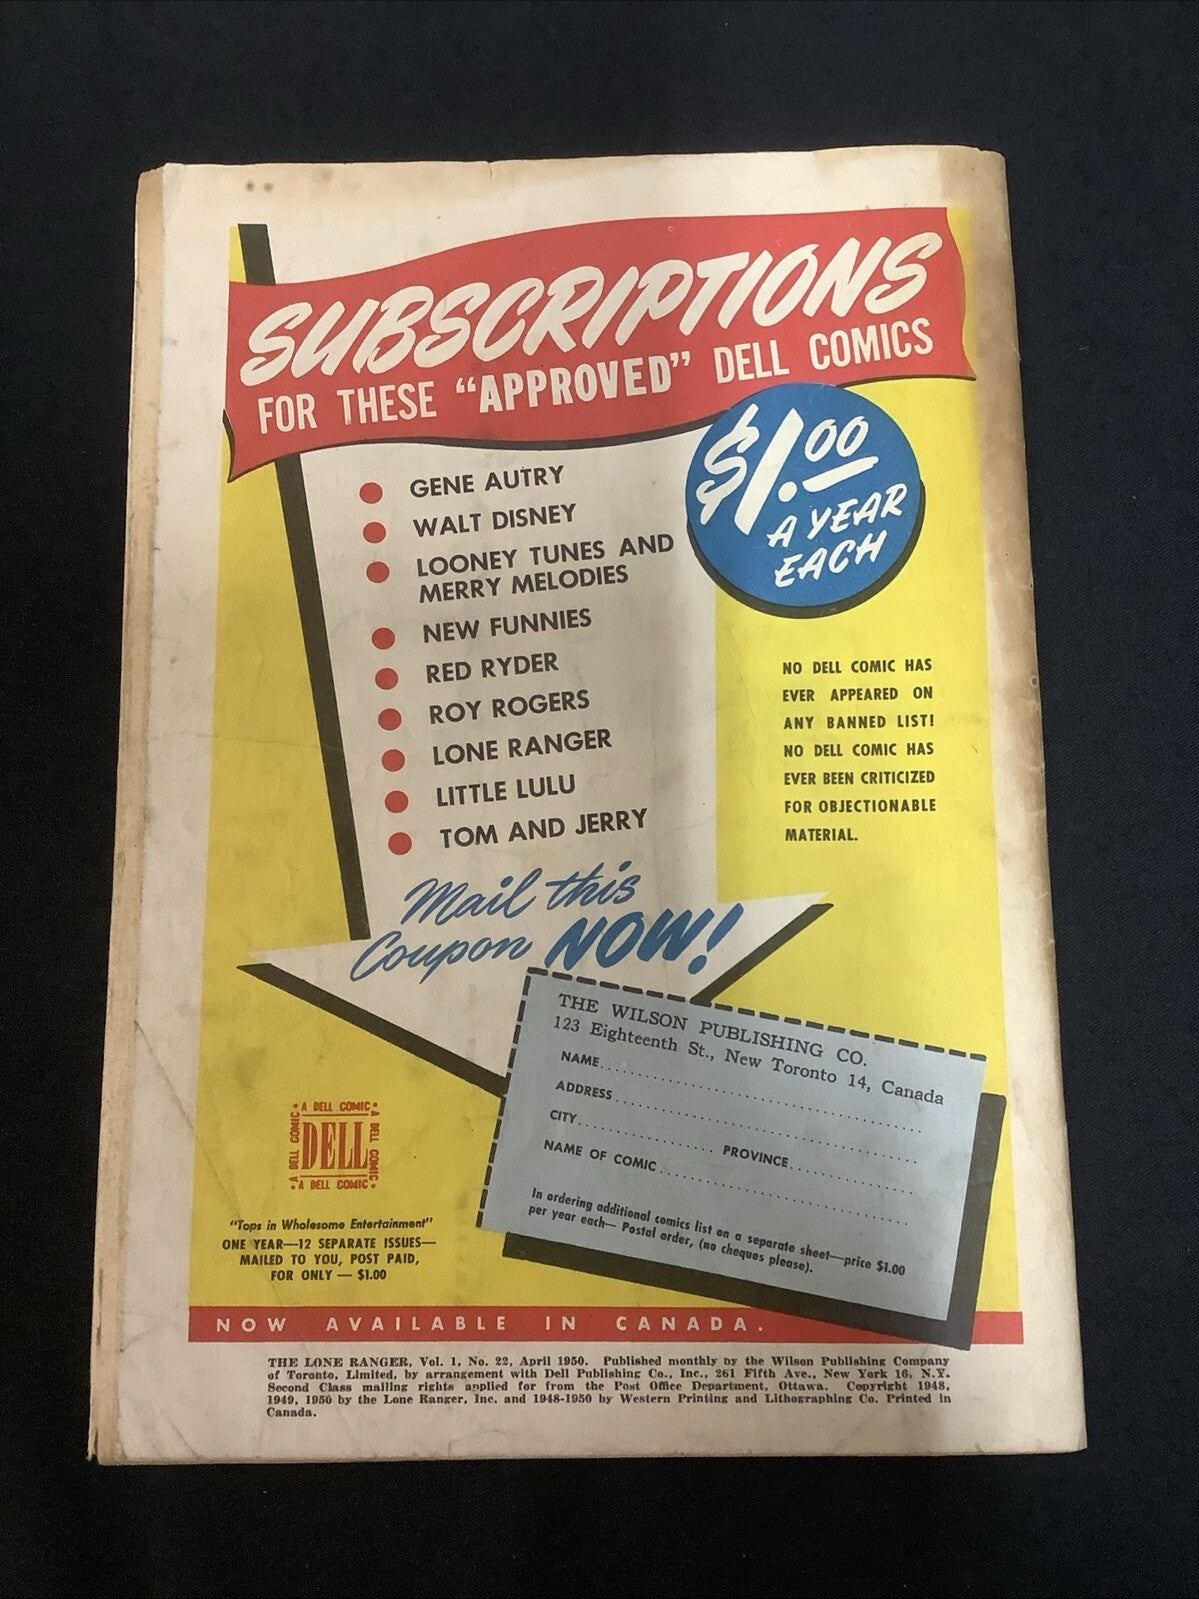 SUBSCRIPTIONS
FOR THESE "APPROVED" DELL COMICS
$1.00
A YEAR
EACH
GENE AUTRY
WALT DISNEY
LOONEY TUNES AND
MERRY MELODIES
NEW FUNNIES
RED RYDER
ROY ROGERS
LONE RANGER
LITTLE LULU
TOM AND JERRY
NO DELL COMIC HAS
EVER APPEARED ON
ANY BANNED LIST!
NO DELL COMIC HAS
EVER BEEN CRITICIZED
FOR OBJECTIONABLE
MATERIAL.
Mail this
Coupon NOW!
THE WILSON PUBLISHING CO.
123 Eighteenth St., New Toronto 14, Canada
NAME
ADDRESS
CITY PROVINCE
NAME OF COMIC
In ordering additional comics list on a separate sheet—price $1.00
per year each— Postal order, (no cheques please).
A DELL COMIC
A DELL COMIC
DELL
A DELL COMIC
A DELL COMIC
"Tops in Wholesome Entertainment"
ONE YEAR—12 SEPARATE ISSUES—
MAILED TO YOU, POST PAID,
FOR ONLY — $1.00
NOW AVAILABLE IN CANADA.
THE LONE RANGER, Vol. 1, No. 22, April 1950. Published monthly by the Wilson Publishing Company
of Toronto, Limited, by arrangement with Dell Publishing Co., Inc., 261 Fifth Ave., New York 16, N.Y.
Second Class mailing rights applied for from the Post Office Department, Ottawa. Copyright 1948,
1949, 1950 by the Lone Ranger, Inc. and 1948-1950 by Western Printing and Lithographing Co. Printed in
Canada.